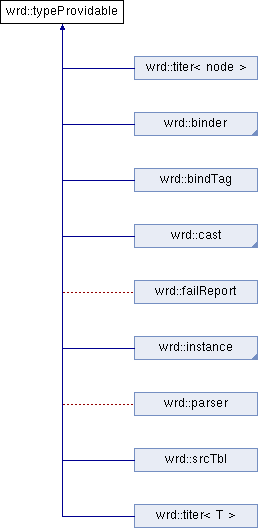 wrd::typeProvidable
wrd::titer< node >
wrd::binder
wrd::bindTag
wrd::cast
wrd::failReport
wrd::instance
wrd::parser
wrd::srcTbl
wrd::titer< T >